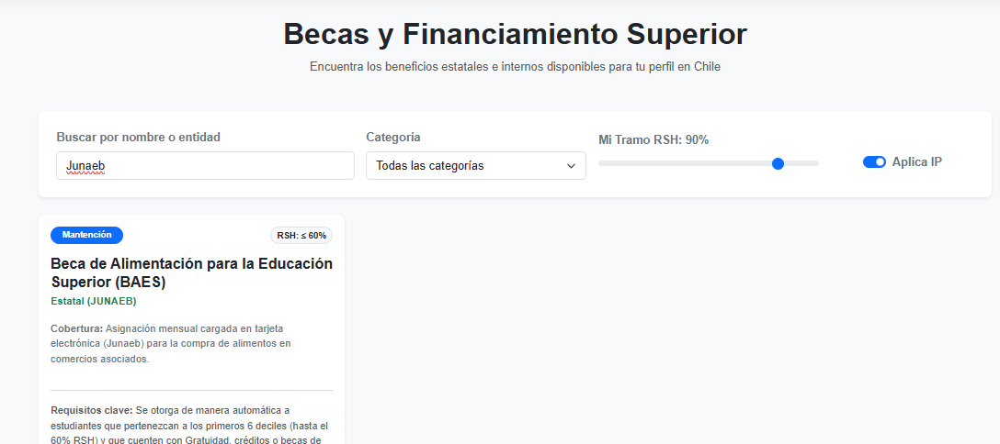 Becas y Financiamiento Superior
Encuentra los beneficios estatales e internos disponibles para tu perfil en Chile
Buscar por nombre o entidad
Junaeb
Categoría
Todas las categorías
Mi Tramo RSH: 90%
Aplica IP
Mantención
RSH: ≤ 60%
Beca de Alimentación para la Educación
Superior (BAES)
Estatal (JUNAEB)
Cobertura: Asignación mensual cargada en tarjeta
electrónica (Junaeb) para la compra de alimentos en
comercios asociados.
Requisitos clave: Se otorga de manera automática a
estudiantes que pertenezcan a los primeros 6 deciles (hasta el
60% RSH) y que cuenten con Gratuidad, créditos o becas de